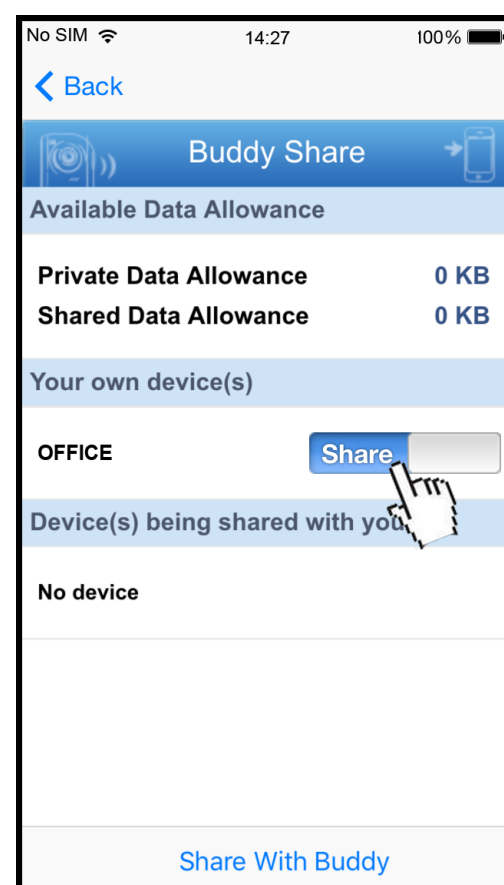 No SIM 14:27 100%
Back
Buddy Share
Available Data Allowance
Private Data Allowance 0 KB
Shared Data Allowance 0 KB
Your own device(s)
OFFICE Share
Device(s) being shared with you
No device
Share With Buddy